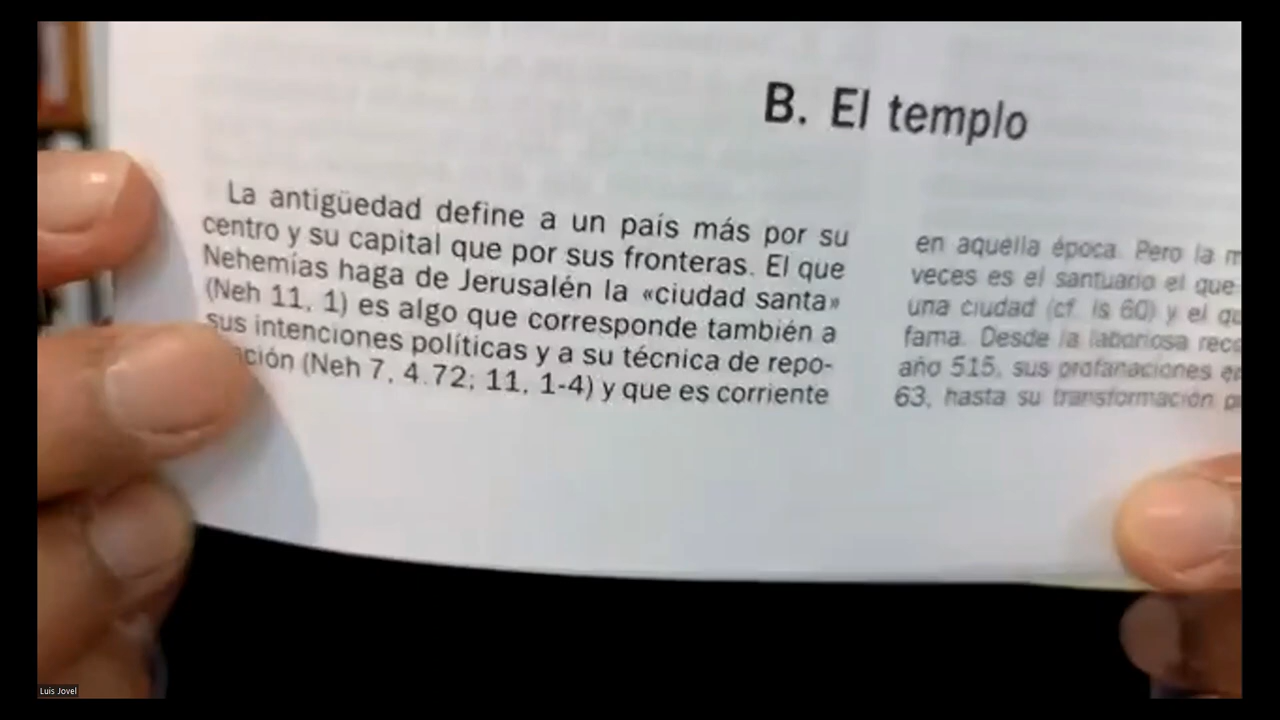 B. El templo
La antigüedad define a un país más por su
centro y su capital que por sus fronteras. El que
Nehemías haga de Jerusalén la «ciudad santa»
(Neh 11, 1) es algo que corresponde también a
sus intenciones políticas y a su técnica de repo-
ación (Neh 7, 4.72; 11, 1-4) y que es corriente
en aquélla época. Pero la
veces es el santuario el que
una ciudad (cf. Is 60) y el
fama. Desde la laboriosa
año 515, sus profanaciones
63, hasta su transformación
Luis Jovel